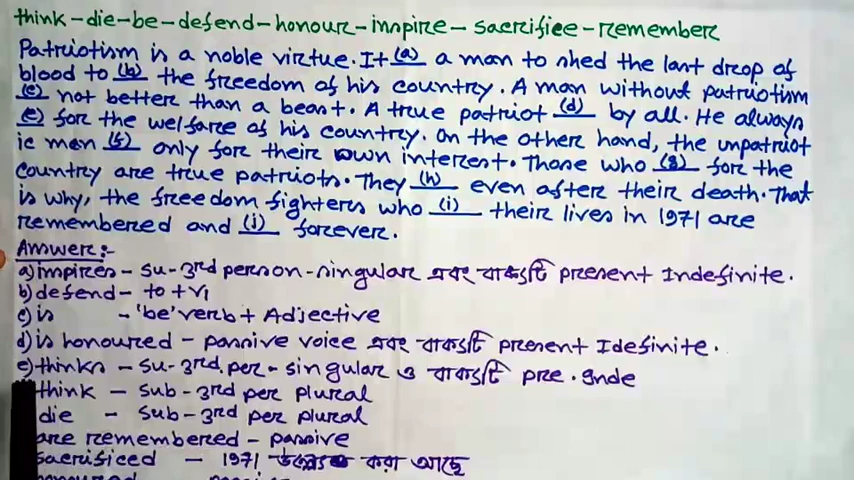 think-die-be-defend-honour-inspire-sacrifice-remember
Patriotism is a noble virtue. It (a) a man to shed the last drop of
blood to (b) the freedom of his country. A man without patriotism
(c) not better than a beast. A true patriot (d) by all. He always
(e) for the welfare of his country. On the other hand, the unpatriot
ic men (f) only for their own interest. Those who (g) for the
country are true patriots. They (h) even after their death. That
is why, the freedom fighters who (i) their lives in 1971 are
remembered and (j) forever.
Answer:-
a) inspires - su-3rd person-singular এবং বাক্যটি present Indefinite.
b) defend - to + v1
c) is - 'be' verb + Adjective
d) is honoured - passive voice এবং বাক্যটি present Idefinite.
e) thinks - su-3rd. per - singular ও বাক্যটি pre. Inde
think - sub-3rd per plural
die - sub-3rd per plural
are remembered - passive
sacrificed - 1971 উল্লেখ করা আছে